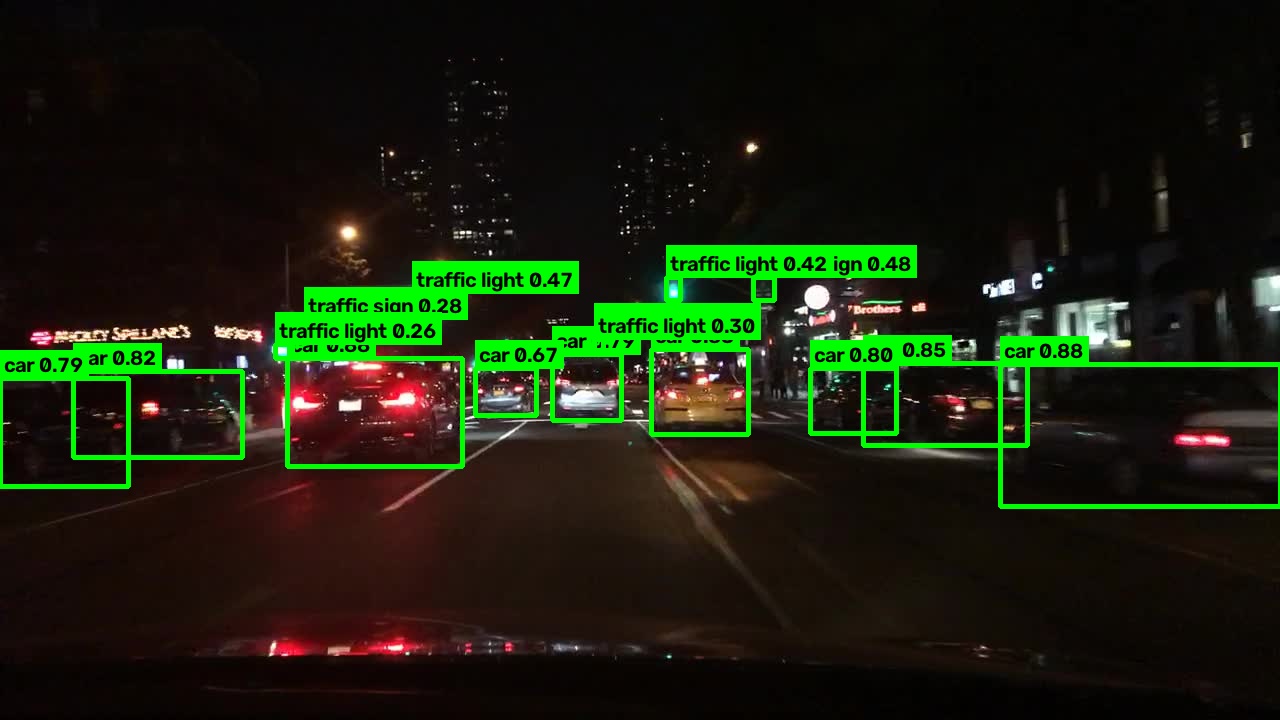 traffic light 0.42
ign 0.48
traffic light 0.47
traffic sign 0.28
Brothers
traffic light 0.26
traffic light 0.30
MICKEY SPILLANE'S
car 0.79
ar 0.82
car 0.67
car 0.80
0.85
car 0.88